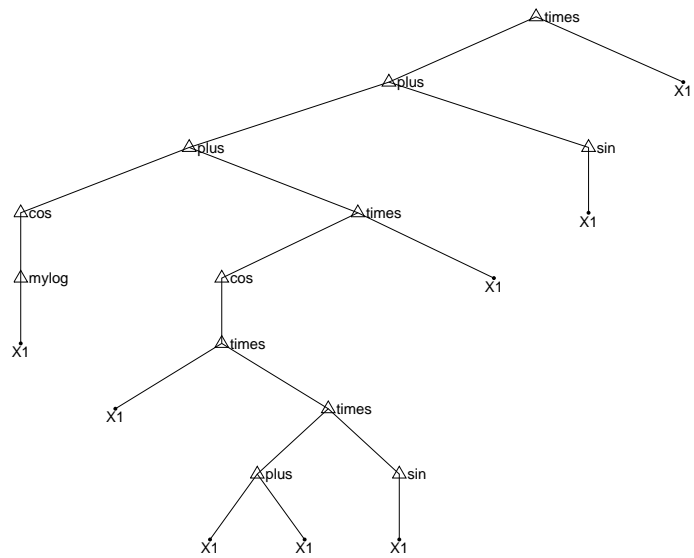 times
plus
X1
plus
sin
cos
times
X1
mylog
cos
X1
X1
times
X1
times
plus
sin
X1
X1
X1